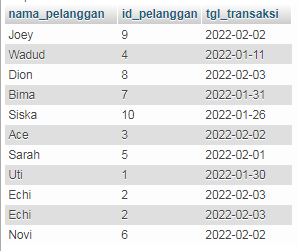 nama_pelanggan id_pelanggan tgl_transaksi
Joey 9 2022-02-02
Wadud 4 2022-01-11
Dion 8 2022-02-03
Bima 7 2022-01-31
Siska 10 2022-01-26
Ace 3 2022-02-02
Sarah 5 2022-02-01
Uti 1 2022-01-30
Echi 2 2022-02-03
Echi 2 2022-02-03
Novi 6 2022-02-02